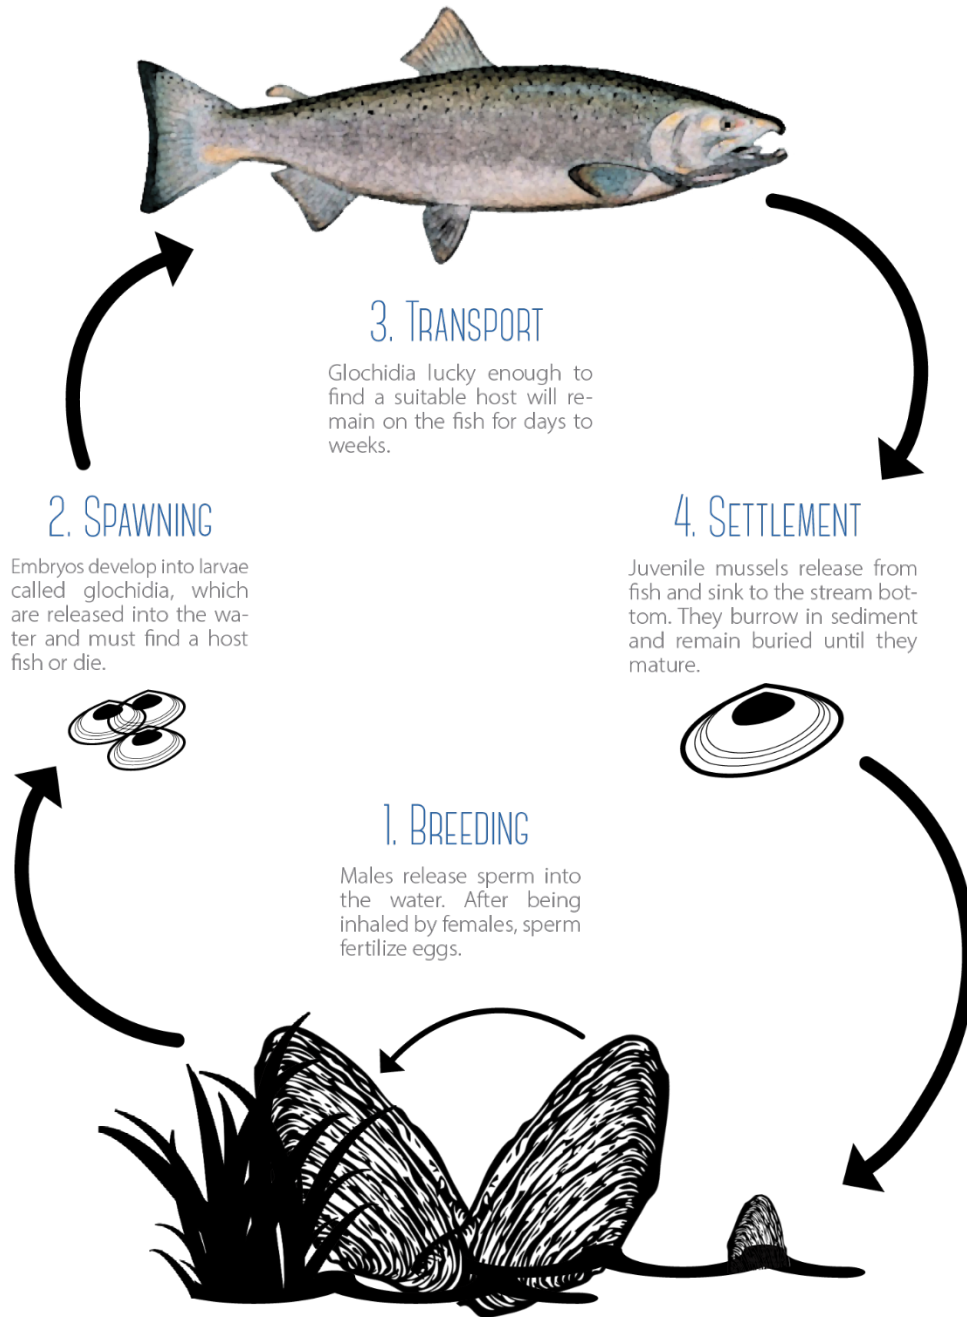 3. Transport
Glochidia lucky enough to
find a suitable host will re-
main on the fish for days to
weeks.
2. Spawning
Embryos develop into larvae
called glochidia, which
are released into the wa-
ter and must find a host
fish or die.
4. Settlement
Juvenile mussels release from
fish and sink to the stream bot-
tom. They burrow in sediment
and remain buried until they
mature.
1. Breeding
Males release sperm into
the water. After being
inhaled by females, sperm
fertilize eggs.